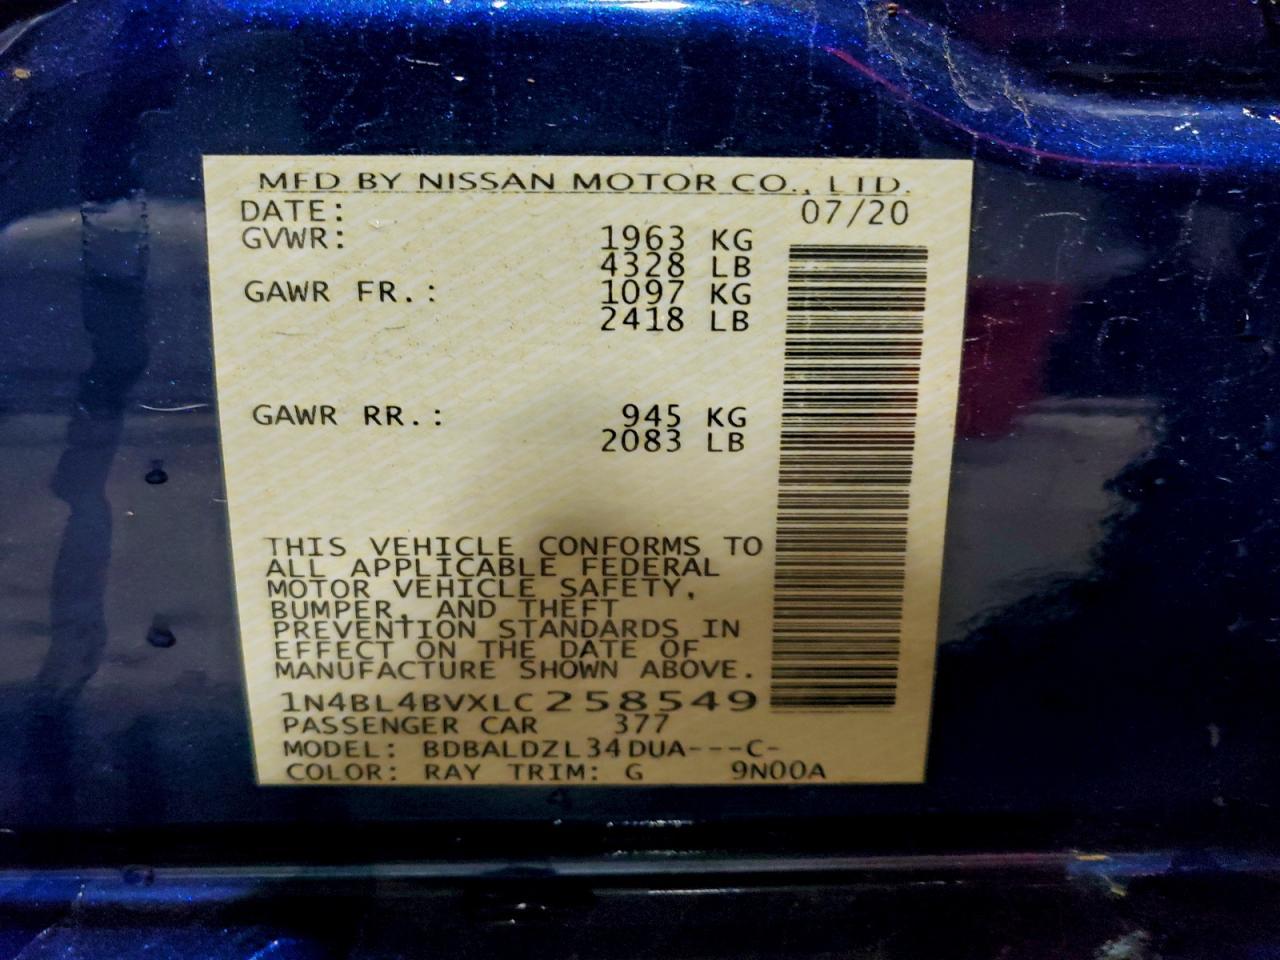 MFD BY NISSAN MOTOR CO., LTD.
DATE: 07/20
GVWR: 1963 KG
4328 LB
GAWR FR.: 1097 KG
2418 LB
GAWR RR.: 945 KG
2083 LB
THIS VEHICLE CONFORMS TO
ALL APPLICABLE FEDERAL
MOTOR VEHICLE SAFETY,
BUMPER, AND THEFT
PREVENTION STANDARDS IN
EFFECT ON THE DATE OF
MANUFACTURE SHOWN ABOVE.
1N4BL4BVXLC258549
PASSENGER CAR 377
MODEL: BDBALDZL34DUA---C-
COLOR: RAY TRIM: G 9N00A